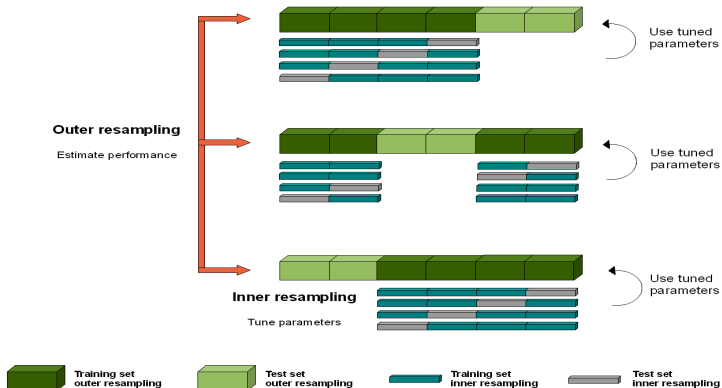 Use tuned
parameters
Outer resampling
Estimate performance
Use tuned
parameters
Use tuned
parameters
Inner resampling
Tune parameters
Training set
outer resampling
Test set
outer resampling
Training set
inner resampling
Test set
inner resampling